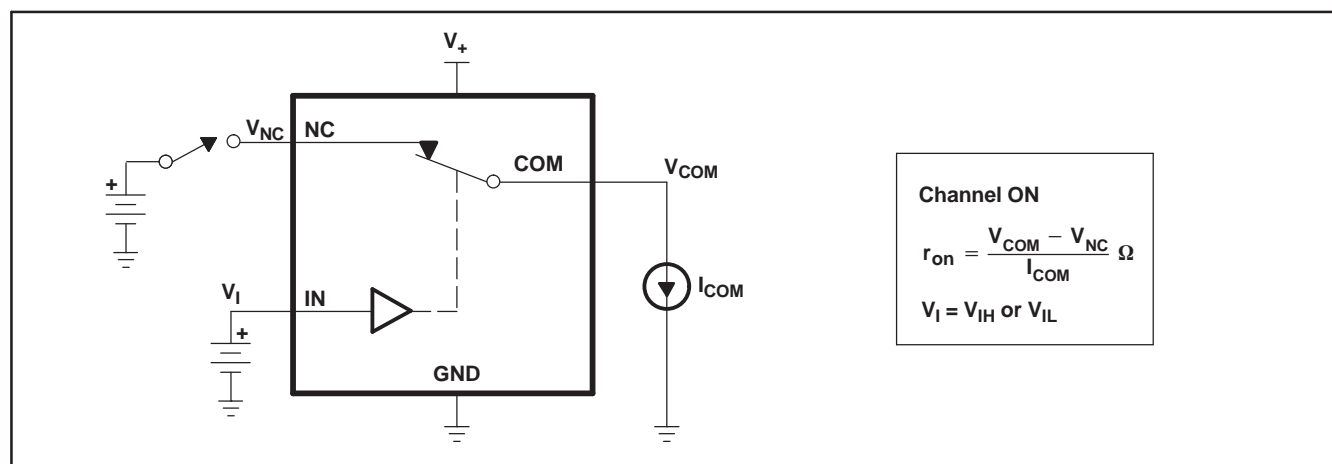 V+
VNC NC
COM
VCOM
+
ICOM
VI IN
+
GND
Channel ON
ron = VCOM − VNC / ICOM Ω
VI = VIH or VIL